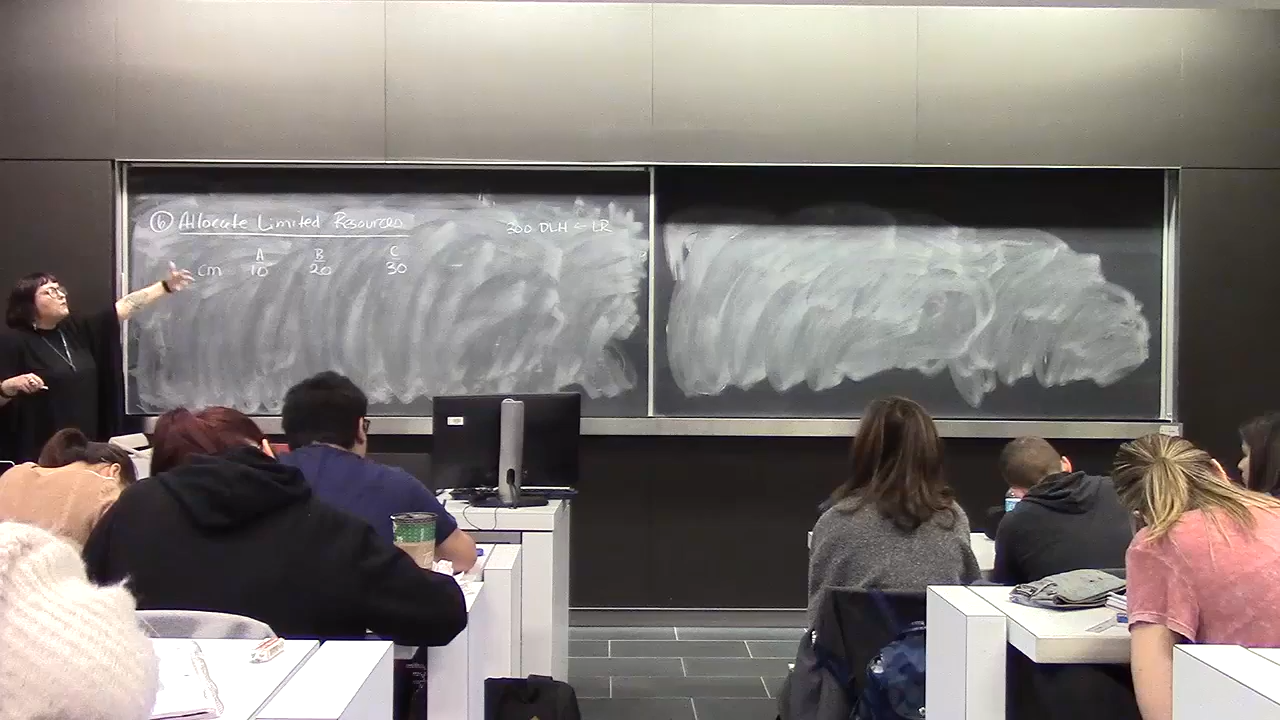 ⑥ Allocate Limited Resources
300 DLH ← LR
A B C
CM 10 20 30